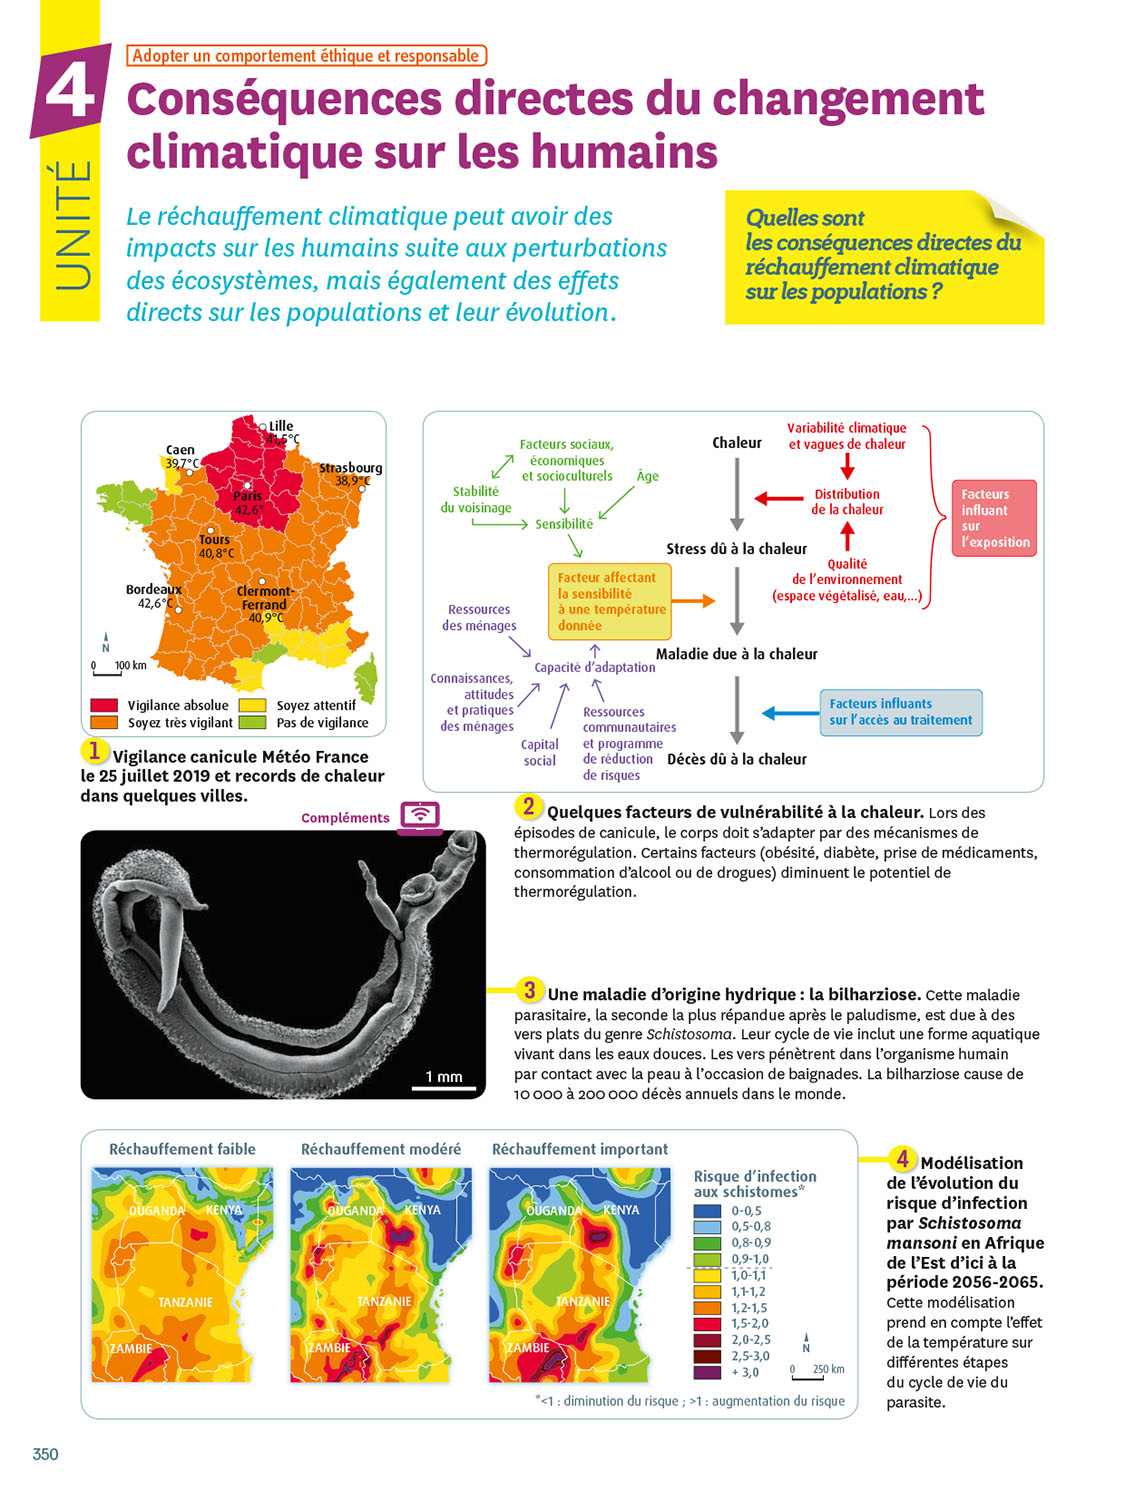 Adopter un comportement éthique et responsable
4
UNITÉ
Conséquences directes du changement
climatique sur les humains
Le réchauffement climatique peut avoir des
impacts sur les humains suite aux perturbations
des écosystèmes, mais également des effets
directs sur les populations et leur évolution.
Quelles sont
les conséquences directes du
réchauffement climatique
sur les populations ?
Lille
41,5°C
Caen
39,7°C
Strasbourg
38,9°C
Paris
42,6°
Tours
40,8°C
Bordeaux
42,6°C
Clermont-
Ferrand
40,9°C
N
0 100 km
Vigilance absolue
Soyez attentif
Soyez très vigilant
Pas de vigilance
1 Vigilance canicule Météo France
le 25 juillet 2019 et records de chaleur
dans quelques villes.
Facteurs sociaux,
économiques
et socioculturels
Âge
Stabilité
du voisinage
Sensibilité
Facteur affectant
la sensibilité
à une température
donnée
Ressources
des ménages
Capacité d'adaptation
Connaissances,
attitudes
et pratiques
des ménages
Capital
social
Ressources
communautaires
et programme
de réduction
de risques
Chaleur
Stress dû à la chaleur
Maladie due à la chaleur
Décès dû à la chaleur
Variabilité climatique
et vagues de chaleur
Distribution
de la chaleur
Qualité
de l'environnement
(espace végétalisé, eau,...)
Facteurs
influant
sur
l'exposition
Facteurs influants
sur l'accès au traitement
2 Quelques facteurs de vulnérabilité à la chaleur. Lors des
épisodes de canicule, le corps doit s'adapter par des mécanismes de
thermorégulation. Certains facteurs (obésité, diabète, prise de médicaments,
consommation d'alcool ou de drogues) diminuent le potentiel de
thermorégulation.
Compléments
1 mm
3 Une maladie d'origine hydrique : la bilharziose. Cette maladie
parasitaire, la seconde la plus répandue après le paludisme, est due à des
vers plats du genre Schistosoma. Leur cycle de vie inclut une forme aquatique
vivant dans les eaux douces. Les vers pénètrent dans l'organisme humain
par contact avec la peau à l'occasion de baignades. La bilharziose cause de
10 000 à 200 000 décès annuels dans le monde.
Réchauffement faible
Réchauffement modéré
Réchauffement important
OUGANDA KENYA
TANZANIE
ZAMBIE
OUGANDA KENYA
TANZANIE
ZAMBIE
OUGANDA KENYA
TANZANIE
ZAMBIE
Risque d'infection
aux schistomes*
0-0,5
0,5-0,8
0,8-0,9
0,9-1,0
1,0-1,1
1,1-1,2
1,2-1,5
1,5-2,0
2,0-2,5
2,5-3,0
+ 3,0
N
0 250 km
*<1 : diminution du risque ; >1 : augmentation du risque
4 Modélisation
de l'évolution du
risque d'infection
par Schistosoma
mansoni en Afrique
de l'Est d'ici à la
période 2056-2065.
Cette modélisation
prend en compte l'effet
de la température sur
différentes étapes
du cycle de vie du
parasite.
350